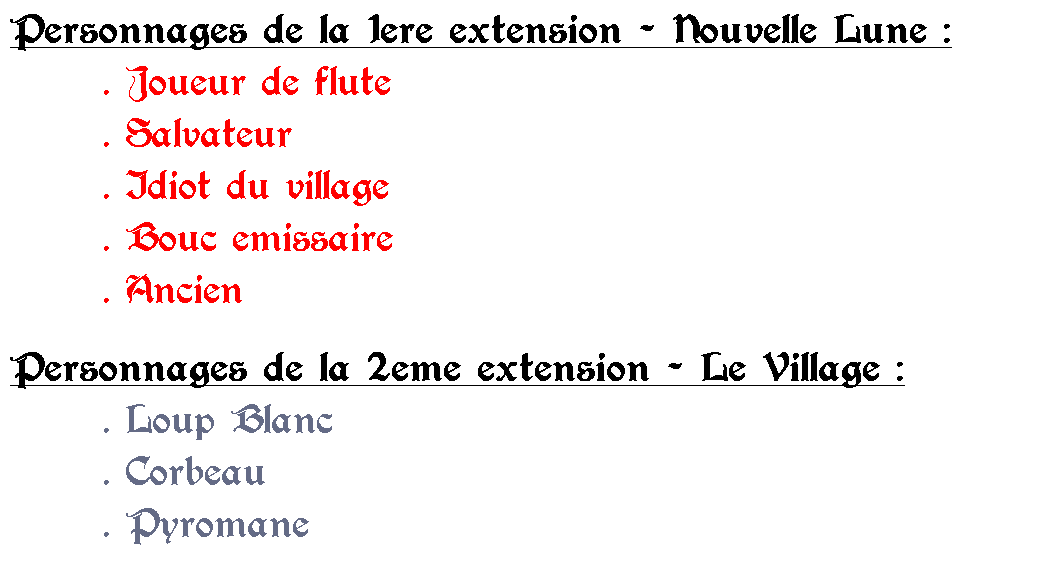 Personnages de la 1ere extension - Nouvelle Lune :
. Joueur de flute
. Salvateur
. Idiot du village
. Bouc emissaire
. Ancien
Personnages de la 2eme extension - Le Village :
. Loup Blanc
. Corbeau
. Pyromane